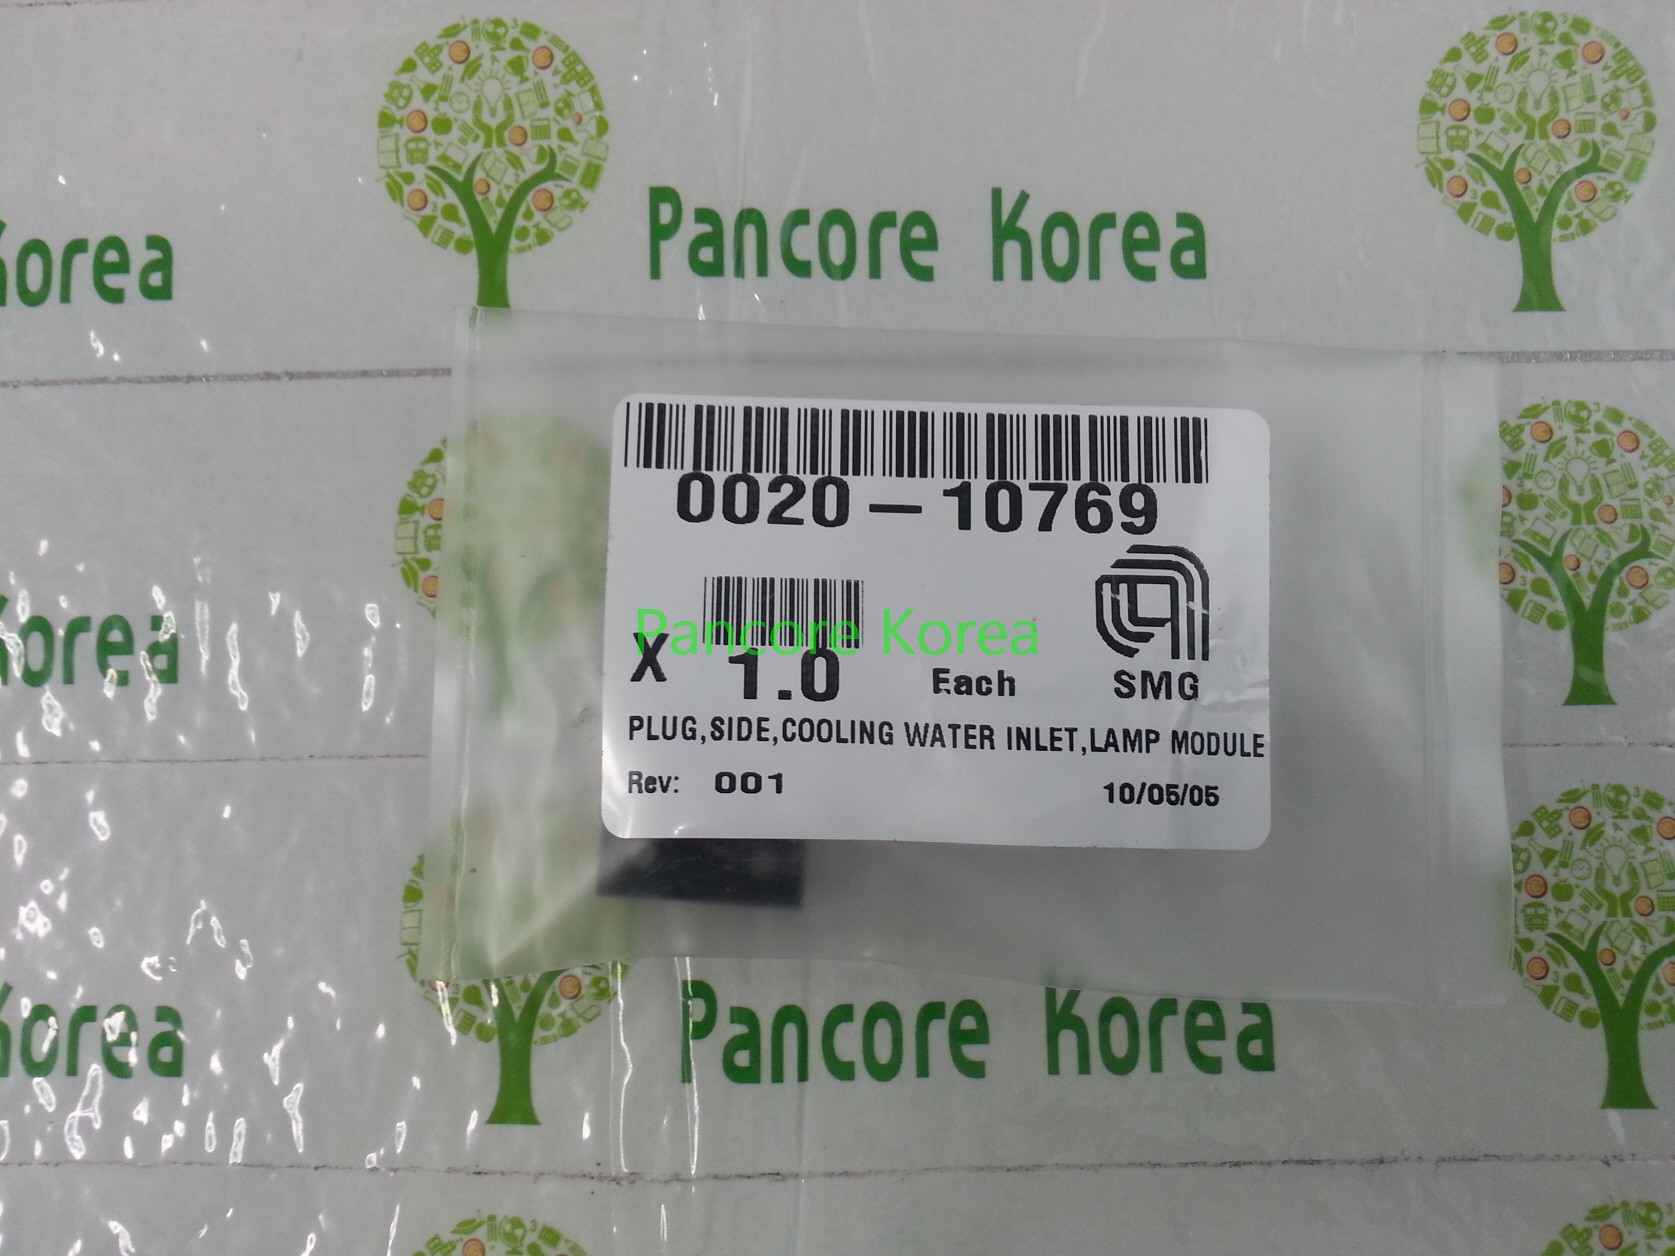 Pancore Korea
Korea
0020-10769
Pancore Korea
X 1.0 Each SMG
PLUG,SIDE,COOLING WATER INLET,LAMP MODULE
Rev: 001 10/05/05
Korea
Korea
Pancore Korea